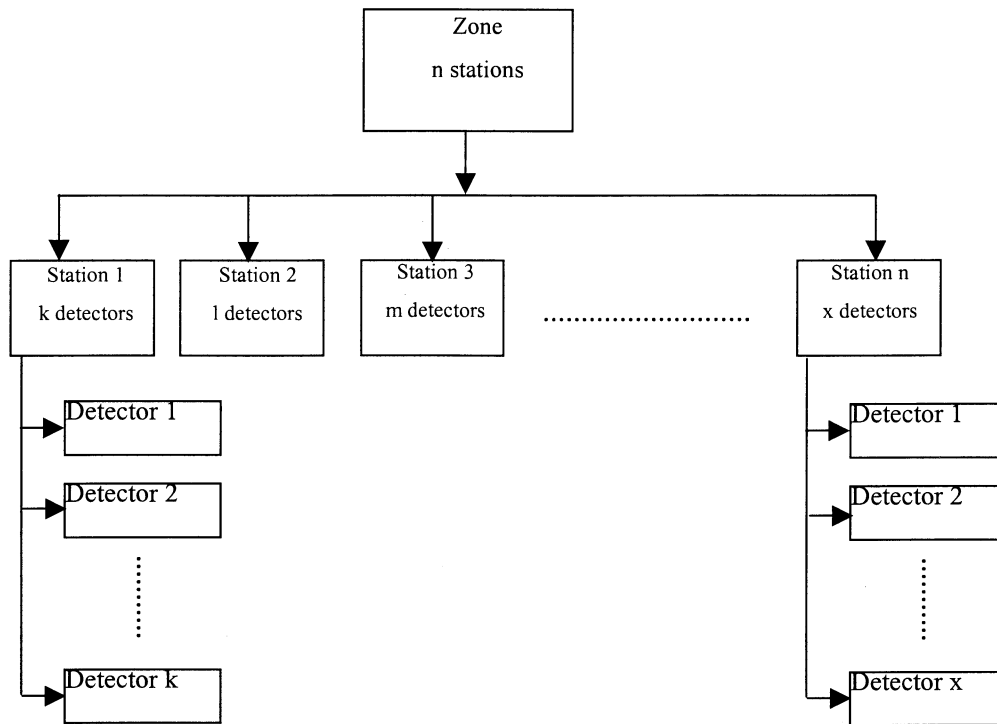 Zone
n stations
Station 1
k detectors
Station 2
l detectors
Station 3
m detectors
Station n
x detectors
Detector 1
Detector 2
Detector k
Detector 1
Detector 2
Detector x